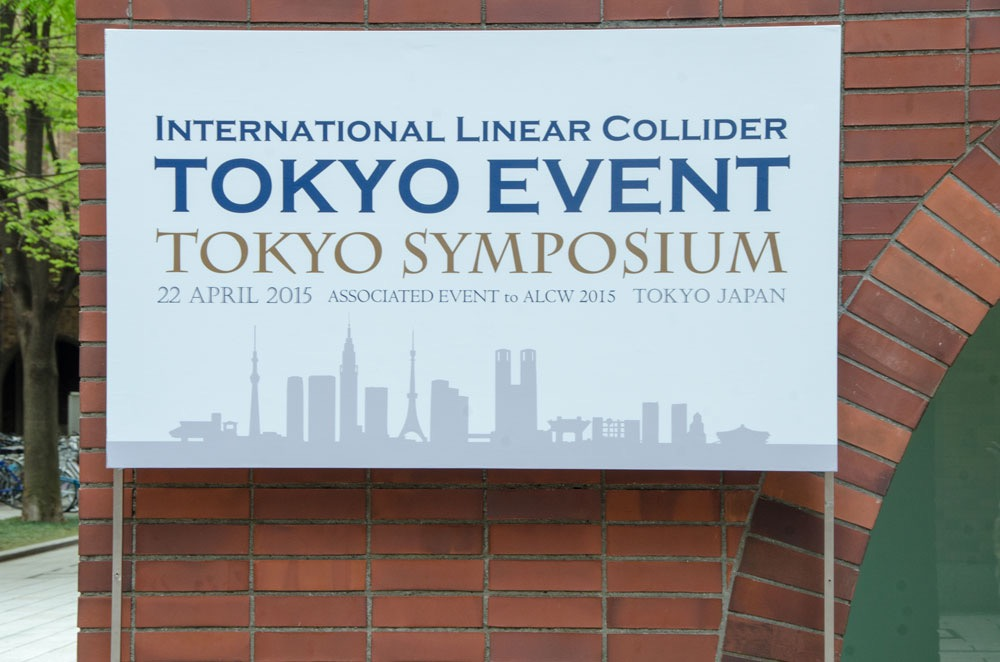 INTERNATIONAL LINEAR COLLIDER
TOKYO EVENT
TOKYO SYMPOSIUM
22 APRIL 2015 ASSOCIATED EVENT to ALCW 2015 TOKYO JAPAN